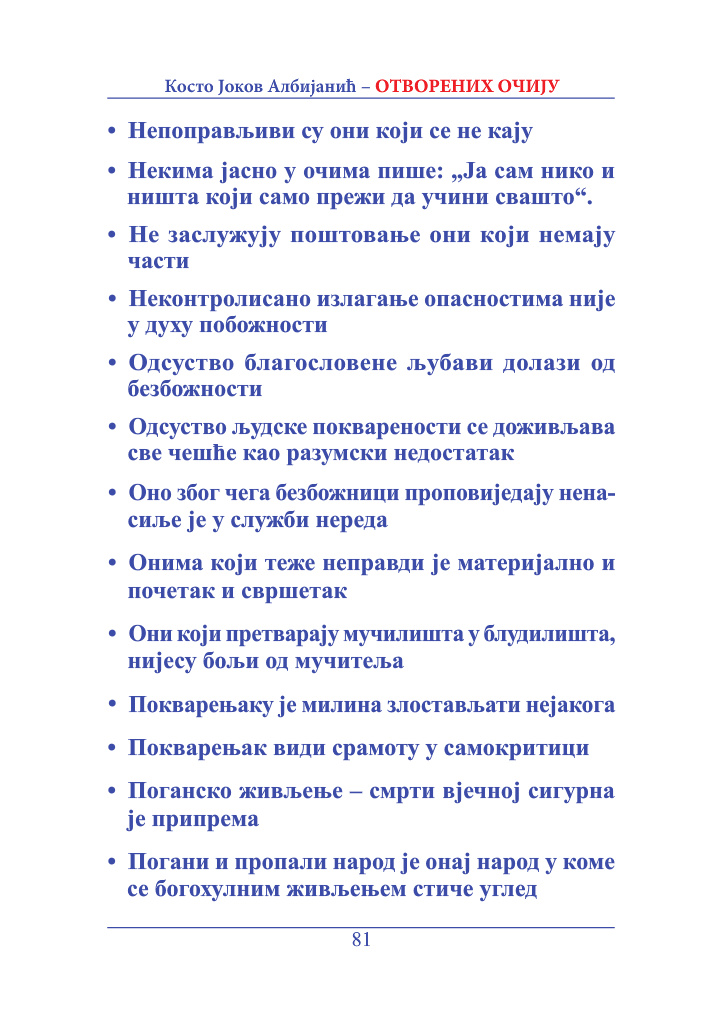 Косто Јоков Албијанић – ОТВОРЕНИХ ОЧИЈУ
• Непоправљиви су они који се не кају
• Некима јасно у очима пише: „Ја сам нико и
ништа који само прежи да учини свашто“.
• Не заслужују поштовање они који немају
части
• Неконтролисано излагање опасностима није
у духу побожности
• Одсуство благословене љубави долази од
безбожности
• Одсуство људске покварености се доживљава
све чешће као разумски недостатак
• Оно због чега безбожници проповиједају нена-
сиље је у служби нереда
• Онима који теже неправди је материјално и
почетак и свршетак
• Они који претварају мучилишта у блудилишта,
нијесу бољи од мучитеља
• Покварењаку је милина злостављати нејакога
• Покварењак види срамоту у самокритици
• Поганско живљење – смрти вјечној сигурна
је припрема
• Погани и пропали народ је онај народ у коме
се богохулним живљењем стиче углед
81